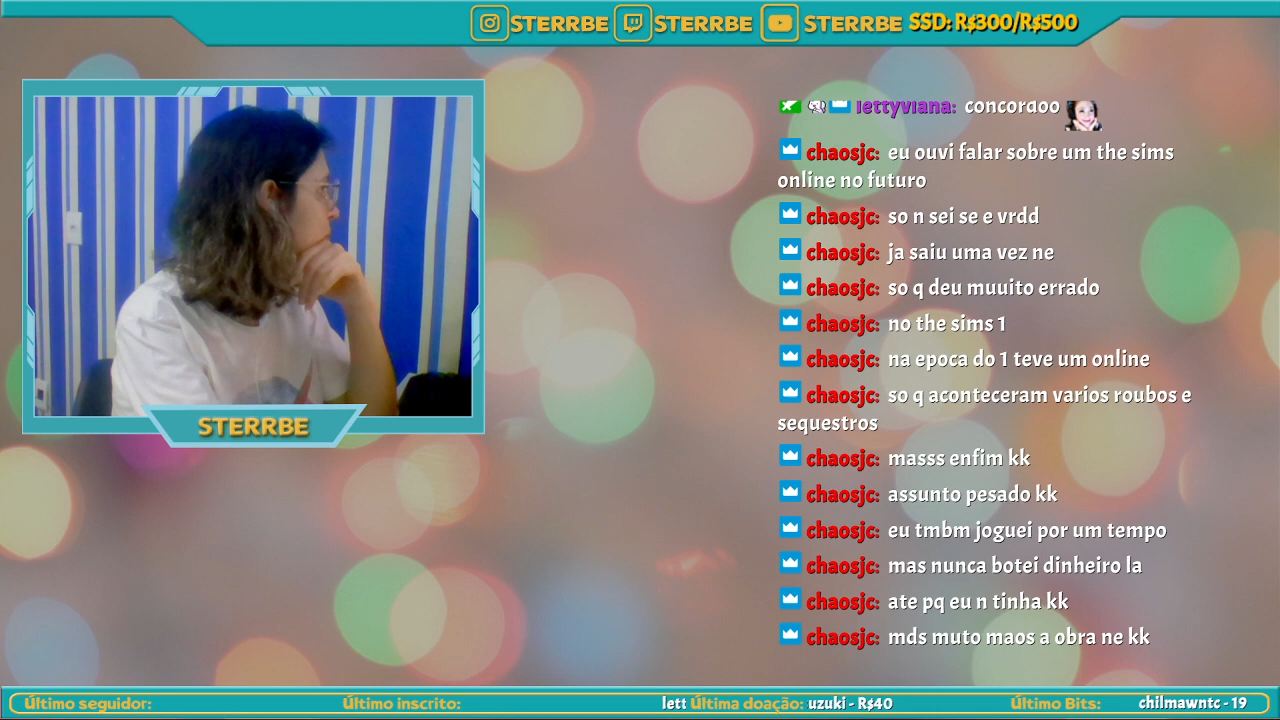 STERRBE STERRBE STERRBE SSD: R$300/R$500
lettyviana: concordoo
chaosjc: eu ouvi falar sobre um the sims
online no futuro
chaosjc: so n sei se e vrdd
chaosjc: ja saiu uma vez ne
chaosjc: so q deu muuito errado
chaosjc: no the sims 1
chaosjc: na epoca do 1 teve um online
chaosjc: so q aconteceram varios roubos e
sequestros
chaosjc: masss enfim kk
chaosjc: assunto pesado kk
chaosjc: eu tmbm joguei por um tempo
chaosjc: mas nunca botei dinheiro la
chaosjc: ate pq eu n tinha kk
chaosjc: mds muto maos a obra ne kk
STERRBE
Último seguidor: Último inscrito: lett Última doação: uzuki - R$40 Último Bits: chilmawntc - 19